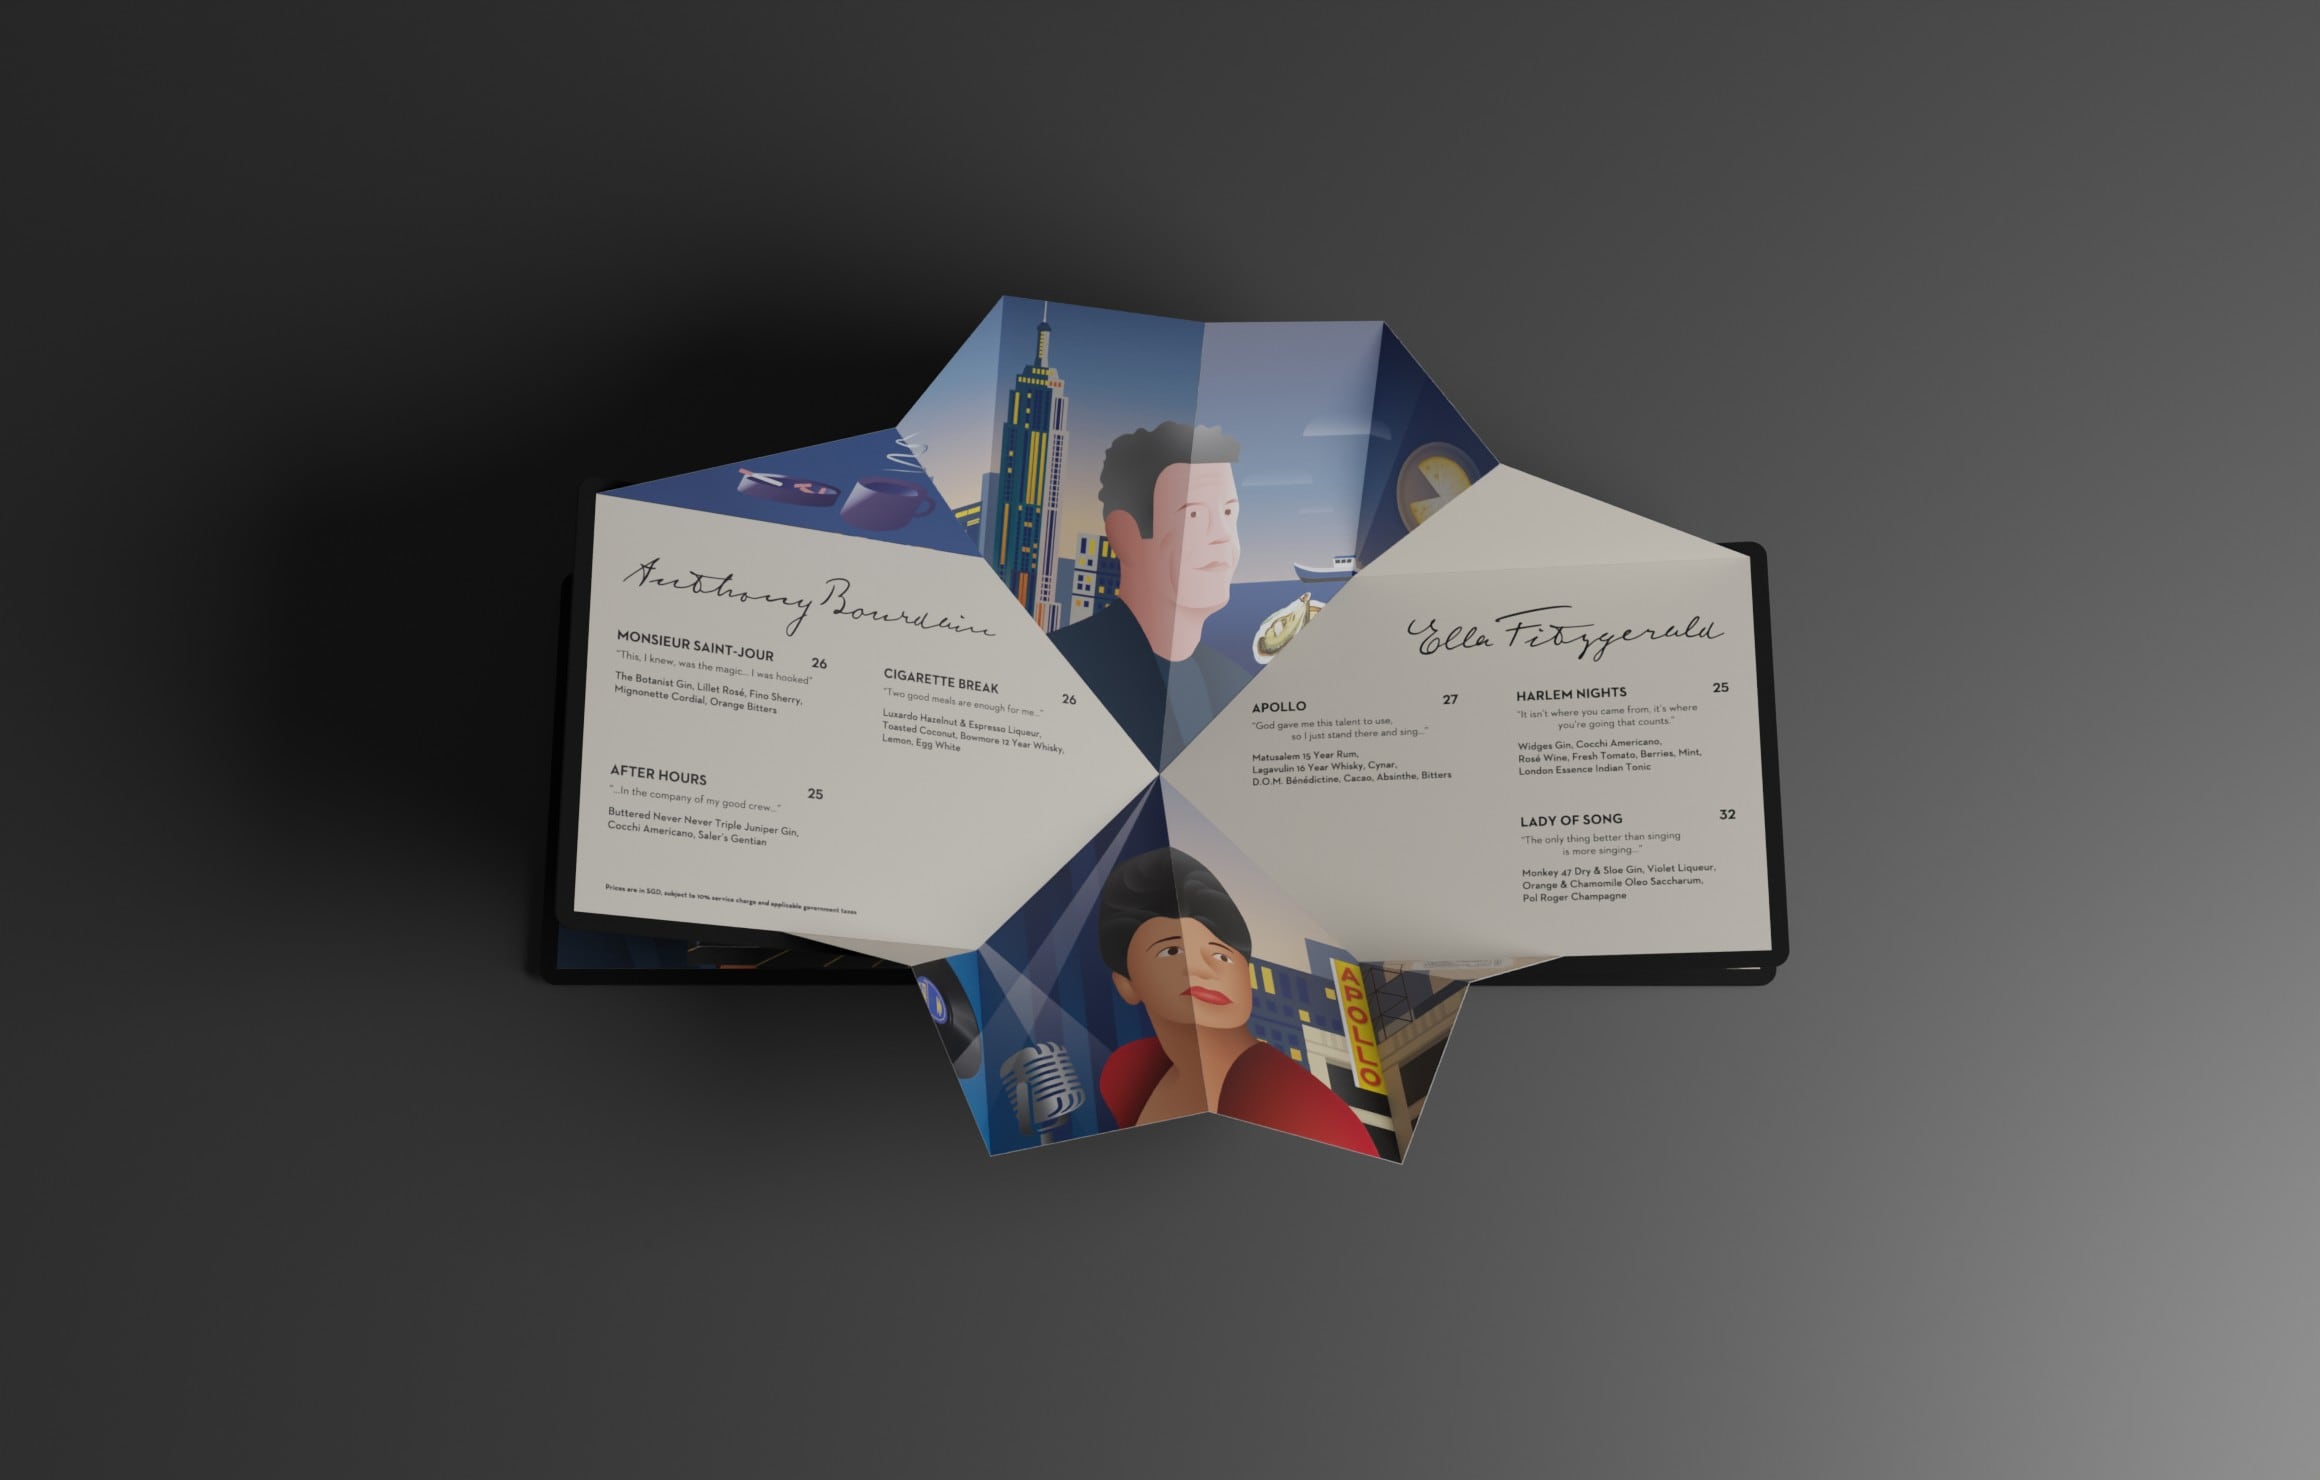 Anthony Bourdain
MONSIEUR SAINT-JOUR 26
"This, I knew, was the magic... I was hooked"
The Botanist Gin, Lillet Rosé, Fino Sherry,
Mignonette Cordial, Orange Bitters
CIGARETTE BREAK 26
"Two good meals are enough for me..."
Luxardo Hazelnut & Espresso Liqueur,
Toasted Coconut, Bowmore 12 Year Whisky,
Lemon, Egg White
AFTER HOURS 25
"...In the company of my good crew..."
Buttered Never Never Triple Juniper Gin,
Cocchi Americano, Saler's Gentian
Prices are in SGD, subject to 10% service charge and applicable government taxes
Ella Fitzgerald
APOLLO 27
"God gave me this talent to use,
so I just stand there and sing..."
Matusalem 15 Year Rum,
Lagavulin 16 Year Whisky, Cynar,
D.O.M. Bénédictine, Cacao, Absinthe, Bitters
HARLEM NIGHTS 25
"It isn't where you came from, it's where
you're going that counts."
Widges Gin, Cocchi Americano,
Rosé Wine, Fresh Tomato, Berries, Mint,
London Essence Indian Tonic
LADY OF SONG 32
"The only thing better than singing
is more singing..."
Monkey 47 Dry & Sloe Gin, Violet Liqueur,
Orange & Chamomile Oleo Saccharum,
Pol Roger Champagne
APOLLO